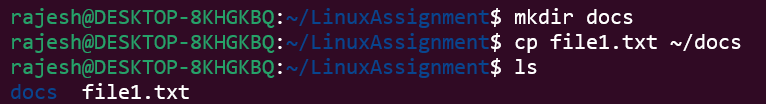 rajesh@DESKTOP-8KHGKBQ:~/LinuxAssignment$ mkdir docs
rajesh@DESKTOP-8KHGKBQ:~/LinuxAssignment$ cp file1.txt ~/docs
rajesh@DESKTOP-8KHGKBQ:~/LinuxAssignment$ ls
docs  file1.txt